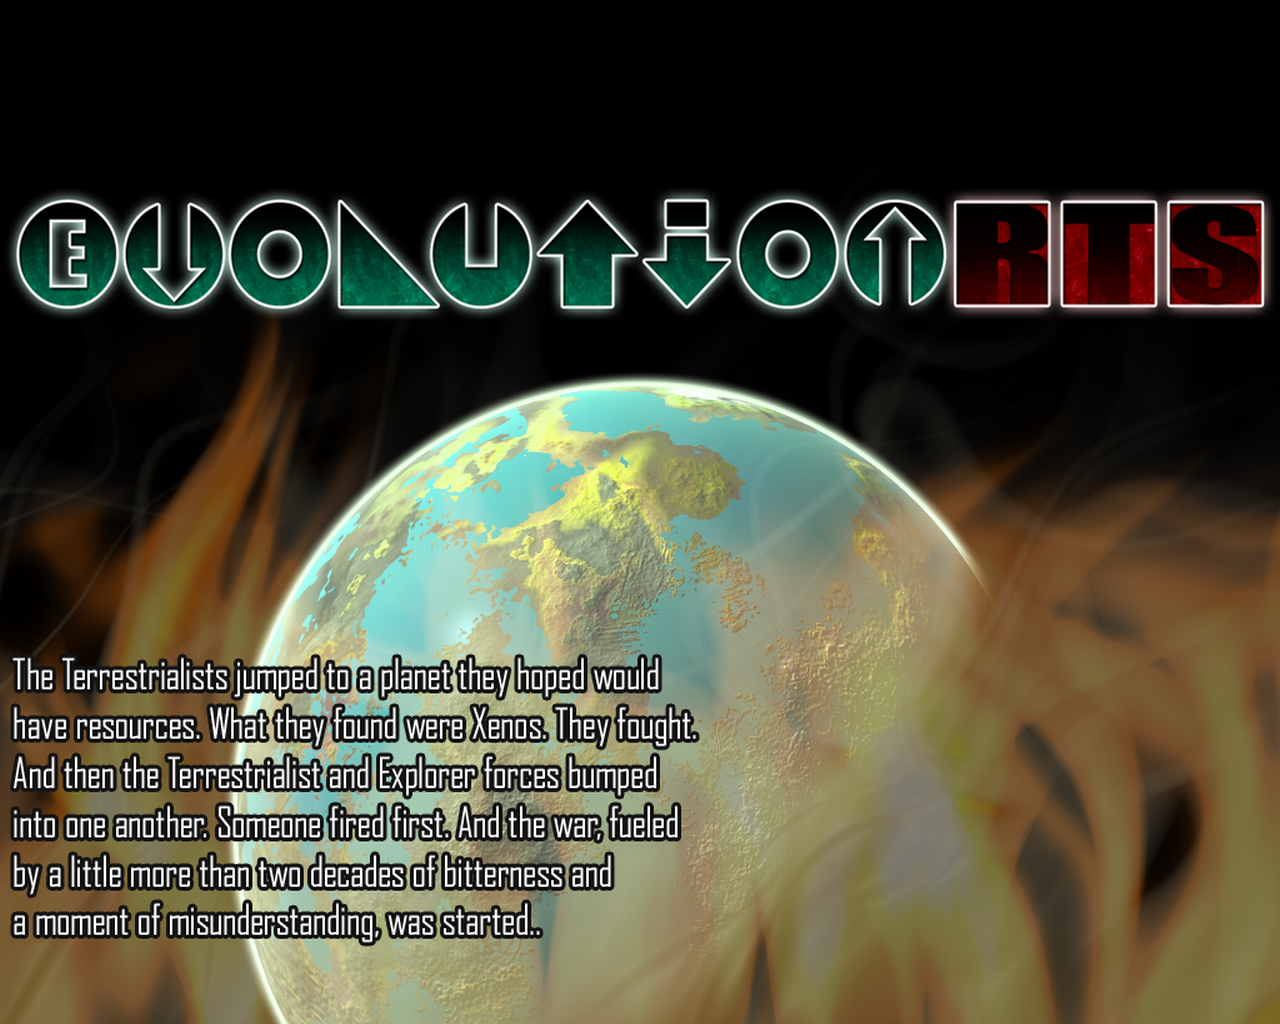 EVOLUTION RTS
The Terrestrialists jumped to a planet they hoped would
have resources. What they found were Xenos. They fought.
And then the Terrestrialist and Explorer forces bumped
into one another. Someone fired first. And the war, fueled
by a little more than two decades of bitterness and
a moment of misunderstanding, was started..